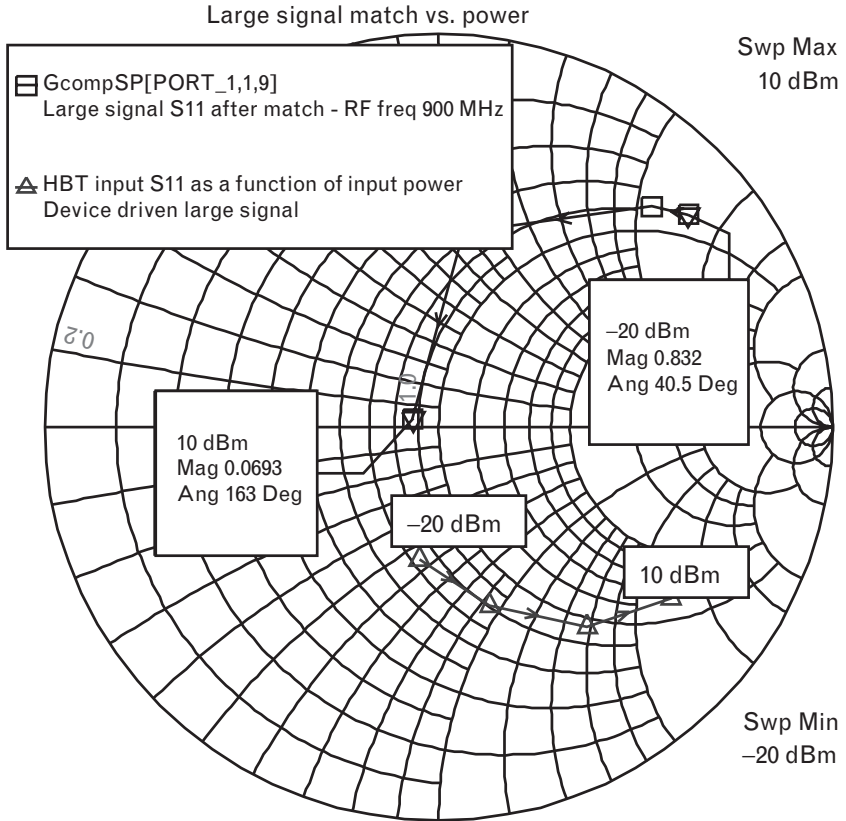 Large signal match vs. power
Swp Max
10 dBm
GcompSP[PORT_1,1,9]
Large signal S11 after match - RF freq 900 MHz
HBT input S11 as a function of input power
Device driven large signal
0.2
1.0
–20 dBm
Mag 0.832
Ang 40.5 Deg
10 dBm
Mag 0.0693
Ang 163 Deg
–20 dBm
10 dBm
Swp Min
–20 dBm